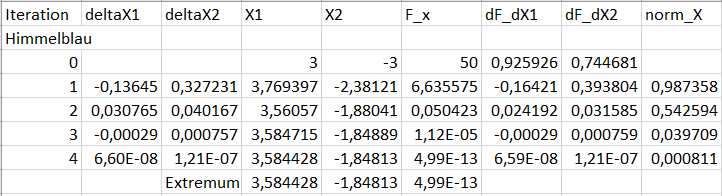 Iteration deltaX1 deltaX2 X1 X2 F_x dF_dX1 dF_dX2 norm_X
Himmelblau
0 3 -3 50 0,925926 0,744681
1 -0,13645 0,327231 3,769397 -2,38121 6,635575 -0,16421 0,393804 0,987358
2 0,030765 0,040167 3,56057 -1,88041 0,050423 0,024192 0,031585 0,542594
3 -0,00029 0,000757 3,584715 -1,84889 1,12E-05 -0,00029 0,000759 0,039709
4 6,60E-08 1,21E-07 3,584428 -1,84813 4,99E-13 6,59E-08 1,21E-07 0,000811
Extremum 3,584428 -1,84813 4,99E-13